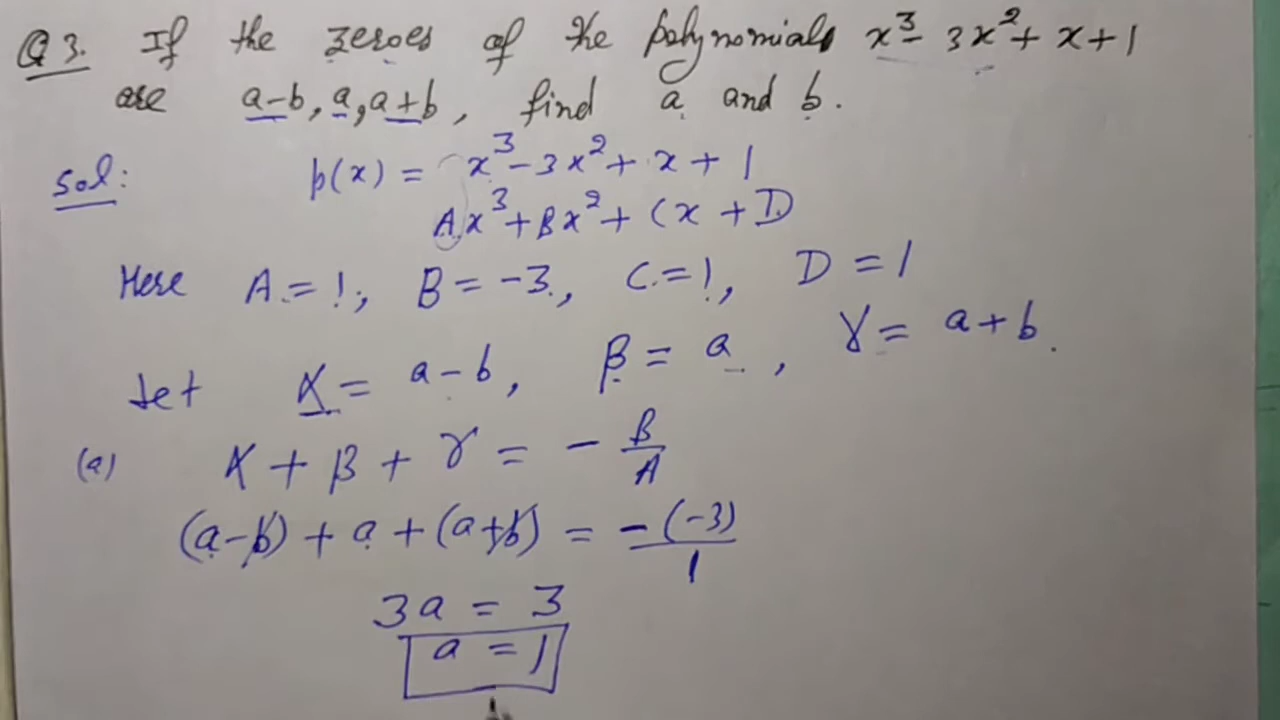 Q3. If the zeroes of the polynomials x³- 3x²+ x+1
are a-b, a, a+b, find a and b.
Sol: p(x) = x³-3x²+ x + 1
Ax³+Bx²+ Cx + D
Here A = 1, B = -3, C = 1, D = 1
Let α = a-b, β = a, γ = a+b.
(a) α + β + γ = - B/A
(a-b) + a + (a+b) = -(-3)/1
3a = 3
a = 1